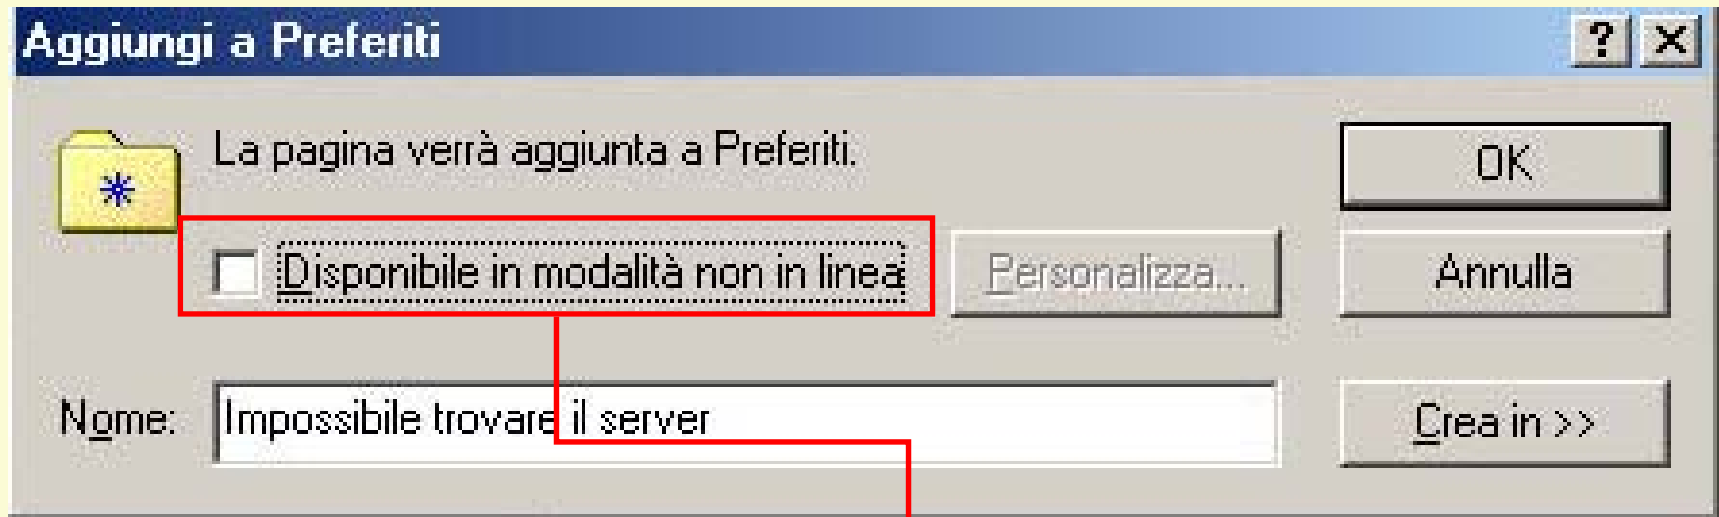 Aggiungi a Preferiti
La pagina verrà aggiunta a Preferiti.
OK
Disponibile in modalità non in linea
Personalizza...
Annulla
Nome:
Impossibile trovare il server
Crea in >>